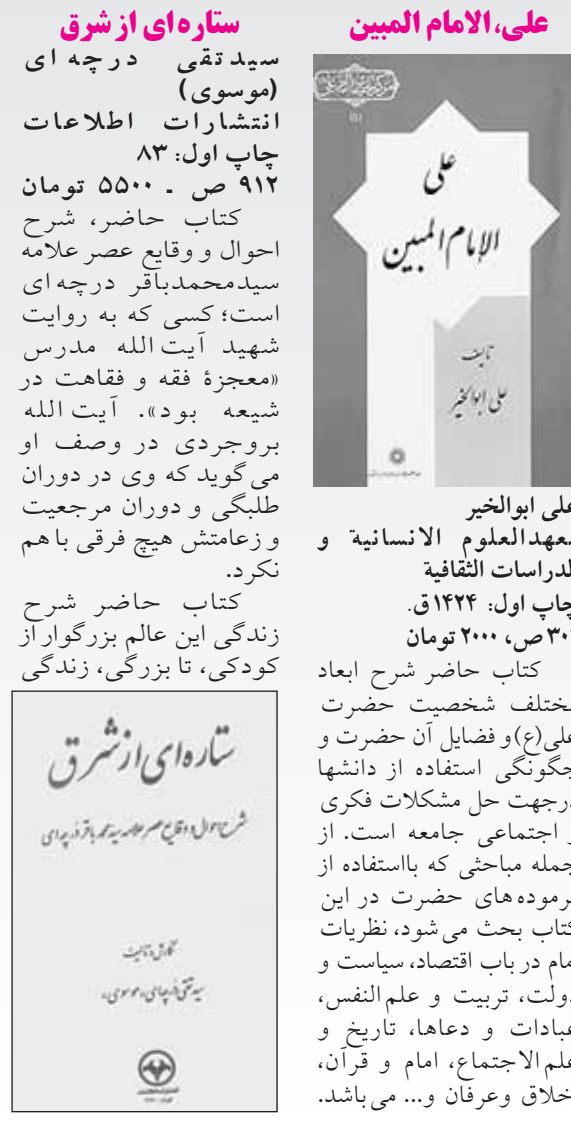 علی، الامام المبین
علی
الإمام المبین
تألیف
علی ابوالخیر
علی ابوالخیر
معهدالعلوم الانسانیة و
الدراسات الثقافیة
چاپ اول: ۱۴۲۴ق.
ص، ۲۰۰۰ تومان
کتاب حاضر شرح ابعاد
مختلف شخصیت حضرت
علی(ع)و فضایل آن حضرت و
چگونگی استفاده از دانشها
درجهت حل مشکلات فکری
و اجتماعی جامعه است. از
جمله مباحثی که بااستفاده از
فرموده‌های حضرت در این
کتاب بحث می‌شود، نظریات
امام در باب اقتصاد، سیاست و
دولت، تربیت و علم‌النفس،
عبادات و دعاها، تاریخ و
علم‌الاجتماع، امام و قرآن،
اخلاق وعرفان و... می‌باشد.
ستاره‌ای از شرق
سیدتقی درچه‌ای
(موسوی)
انتشارات اطلاعات
چاپ اول: ۸۳
۹۱۲ ص ـ ۵۵۰۰ تومان
کتاب حاضر، شرح
احوال و وقایع عصر علامه
سیدمحمدباقر درچه‌ای
است؛ کسی که به روایت
شهید آیت‌الله مدرس
«معجزهٔ فقه و فقاهت در
شیعه بود». آیت‌الله
بروجردی در وصف او
می‌گوید که وی در دوران
طلبگی و دوران مرجعیت
و زعامتش هیچ فرقی با هم
نکرد.
کتاب حاضر شرح
زندگی این عالم بزرگوار از
کودکی، تا بزرگی، زندگی
ستاره‌ای از شرق
شرح احوال و وقایع عصر علامه سید محمد باقر درچه‌ای
نگارش و تألیف
سید تقی درچه‌ای «موسوی»